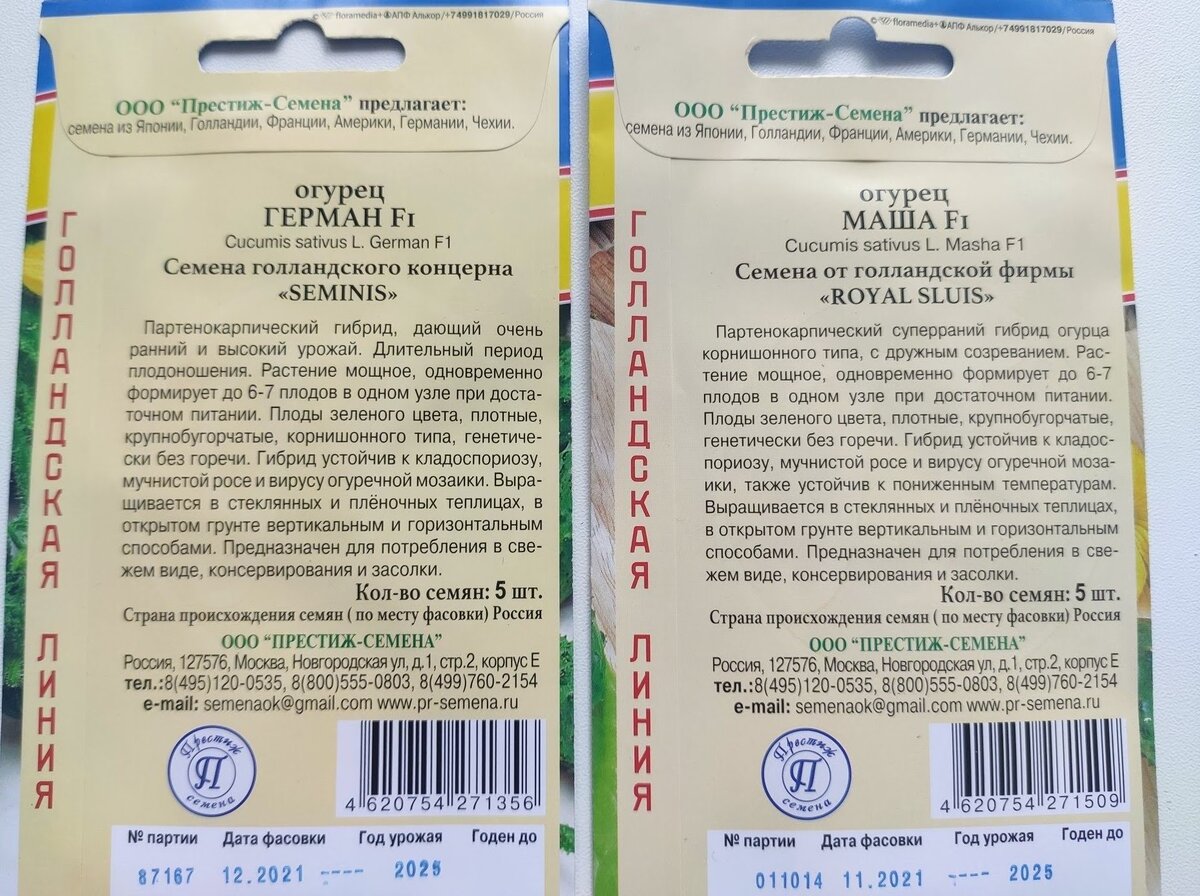 © floramedia+ АПФ Алькор/+74991817029/Россия
ООО “Престиж-Семена” предлагает:
семена из Японии, Голландии, Франции, Америки, Германии, Чехии.
ГОЛЛАНДСКАЯ ЛИНИЯ
огурец
ГЕРМАН F1
Cucumis sativus L. German F1
Семена голландского концерна
«SEMINIS»
Партенокарпический гибрид, дающий очень
ранний и высокий урожай. Длительный период
плодоношения. Растение мощное, одновременно
формирует до 6-7 плодов в одном узле при доста-
точном питании. Плоды зеленого цвета, плотные,
крупнобугорчатые, корнишонного типа, генетиче-
ски без горечи. Гибрид устойчив к кладоспориозу,
мучнистой росе и вирусу огуречной мозаики. Выра-
щивается в стеклянных и плёночных теплицах, в
открытом грунте вертикальным и горизонтальным
способами. Предназначен для потребления в све-
жем виде, консервирования и засолки.
Кол-во семян: 5 шт.
Страна происхождения семян ( по месту фасовки) Россия
ООО “ПРЕСТИЖ-СЕМЕНА”
Россия, 127576, Москва, Новгородская ул, д.1, стр.2, корпус Е
тел.:8(495)120-0535, 8(800)555-0803, 8(499)760-2154
e-mail: semenaok@gmail.com www.pr-semena.ru
Престиж
П
семена
4 620754 271356
№ партии Дата фасовки Год урожая Годен до
87167 12.2021 ---- 2025
© floramedia+ АПФ Алькор/+74991817029/Россия
ООО “Престиж-Семена” предлагает:
семена из Японии, Голландии, Франции, Америки, Германии, Чехии.
ГОЛЛАНДСКАЯ ЛИНИЯ
огурец
МАША F1
Cucumis sativus L. Masha F1
Семена от голландской фирмы
«ROYAL SLUIS»
Партенокарпический суперраний гибрид огурца
корнишонного типа, с дружным созреванием. Рас-
тение мощное, одновременно формирует до 6-7
плодов в одном узле при достаточном питании.
Плоды зеленого цвета, плотные, крупнобугорчатые,
генетически без горечи. Гибрид устойчив к кладос-
пориозу, мучнистой росе и вирусу огуречной моза-
ики, также устойчив к пониженным температурам.
Выращивается в стеклянных и плёночных теплицах,
в открытом грунте вертикальным и горизонтальным
способами. Предназначен для потребления в све-
жем виде, консервирования и засолки.
Кол-во семян: 5 шт.
Страна происхождения семян ( по месту фасовки) Россия
ООО “ПРЕСТИЖ-СЕМЕНА”
Россия, 127576, Москва, Новгородская ул, д.1, стр.2, корпус Е
тел.:8(495)120-0535, 8(800)555-0803, 8(499)760-2154
e-mail: semenaok@gmail.com www.pr-semena.ru
Престиж
П
семена
4 620754 271509
№ партии Дата фасовки Год урожая Годен до
011014 11.2021 ---- 2025